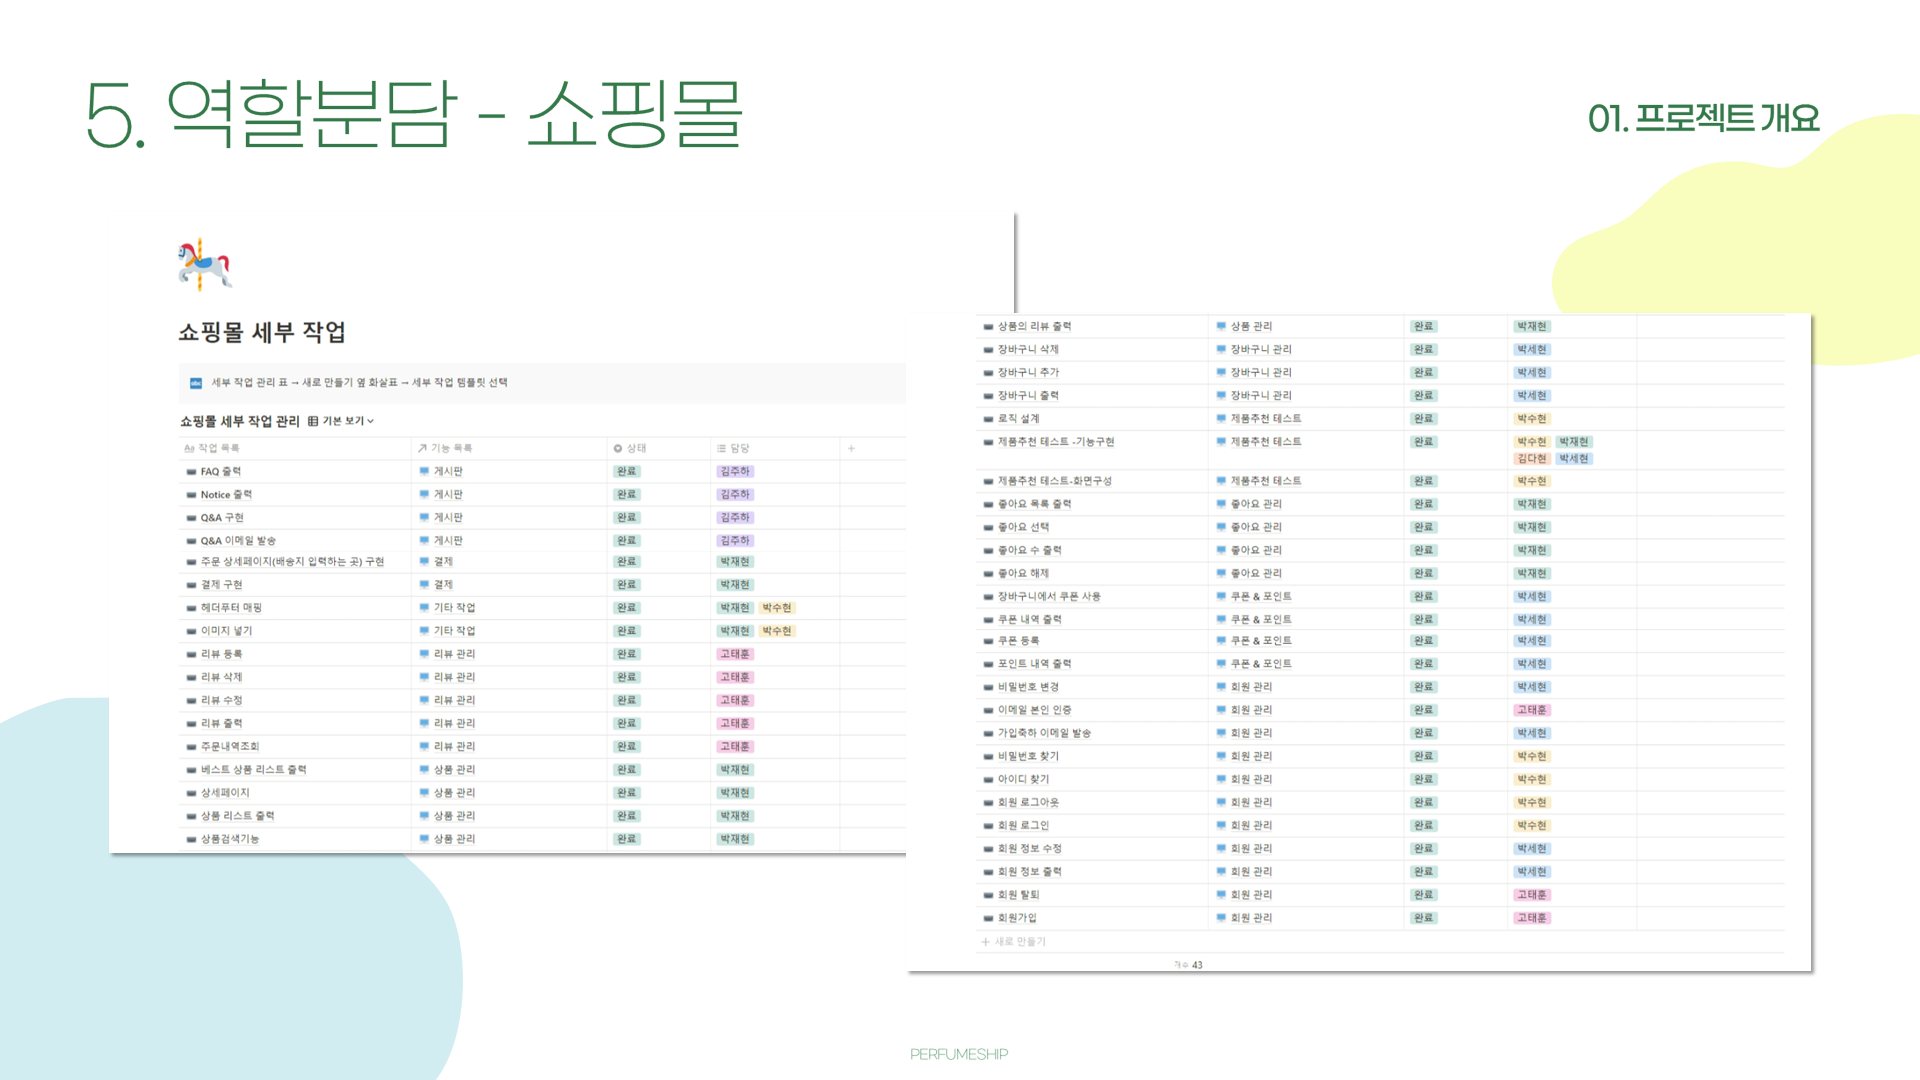 5. 역할분담 - 쇼핑몰
01. 프로젝트 개요
쇼핑몰 세부 작업
abc 세부 작업 관리 표 → 새로 만들기 옆 화살표 → 세부 작업 템플릿 선택
쇼핑몰 세부 작업 관리 기본 보기
Aa 작업 목록 기능 목록 상태 담당 +
FAQ 출력 게시판 완료 김주하
Notice 출력 게시판 완료 김주하
Q&A 구현 게시판 완료 김주하
Q&A 이메일 발송 게시판 완료 김주하
주문 상세페이지(배송지 입력하는 곳) 구현 결제 완료 박재현
결제 구현 결제 완료 박재현
헤더푸터 매핑 기타 작업 완료 박재현 박수현
이미지 넣기 기타 작업 완료 박재현 박수현
리뷰 등록 리뷰 관리 완료 고태훈
리뷰 삭제 리뷰 관리 완료 고태훈
리뷰 수정 리뷰 관리 완료 고태훈
리뷰 출력 리뷰 관리 완료 고태훈
주문내역조회 리뷰 관리 완료 고태훈
베스트 상품 리스트 출력 상품 관리 완료 박재현
상세페이지 상품 관리 완료 박재현
상품 리스트 출력 상품 관리 완료 박재현
상품검색기능 상품 관리 완료 박재현
상품의 리뷰 출력 상품 관리 완료 박재현
장바구니 삭제 장바구니 관리 완료 박세현
장바구니 추가 장바구니 관리 완료 박세현
장바구니 출력 장바구니 관리 완료 박세현
로직 설계 제품추천 테스트 완료 박수현
제품추천 테스트 -기능구현 제품추천 테스트 완료 박수현 박재현
김다현 박세현
제품추천 테스트-화면구성 제품추천 테스트 완료 박수현
좋아요 목록 출력 좋아요 관리 완료 박재현
좋아요 선택 좋아요 관리 완료 박재현
좋아요 수 출력 좋아요 관리 완료 박재현
좋아요 해제 좋아요 관리 완료 박재현
장바구니에서 쿠폰 사용 쿠폰 & 포인트 완료 박세현
쿠폰 내역 출력 쿠폰 & 포인트 완료 박세현
쿠폰 등록 쿠폰 & 포인트 완료 박세현
포인트 내역 출력 쿠폰 & 포인트 완료 박세현
비밀번호 변경 회원 관리 완료 박세현
이메일 본인 인증 회원 관리 완료 고태훈
가입축하 이메일 발송 회원 관리 완료 박세현
비밀번호 찾기 회원 관리 완료 박수현
아이디 찾기 회원 관리 완료 박수현
회원 로그아웃 회원 관리 완료 박수현
회원 로그인 회원 관리 완료 박수현
회원 정보 수정 회원 관리 완료 박세현
회원 정보 출력 회원 관리 완료 박세현
회원 탈퇴 회원 관리 완료 고태훈
회원가입 회원 관리 완료 고태훈
+ 새로 만들기
개수 43
PERFUMESHIP